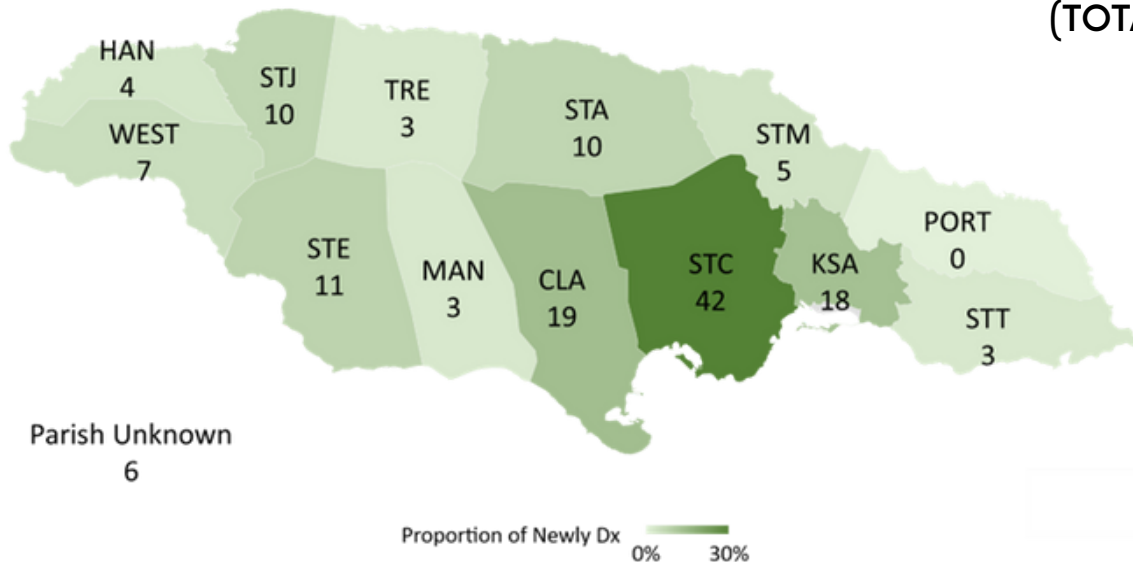 (TOTA
HAN
4
STJ
10
TRE
3
STA
10
STM
5
WEST
7
PORT
0
STE
11
MAN
3
CLA
19
STC
42
KSA
18
STT
3
Parish Unknown
6
Proportion of Newly Dx
0% 30%